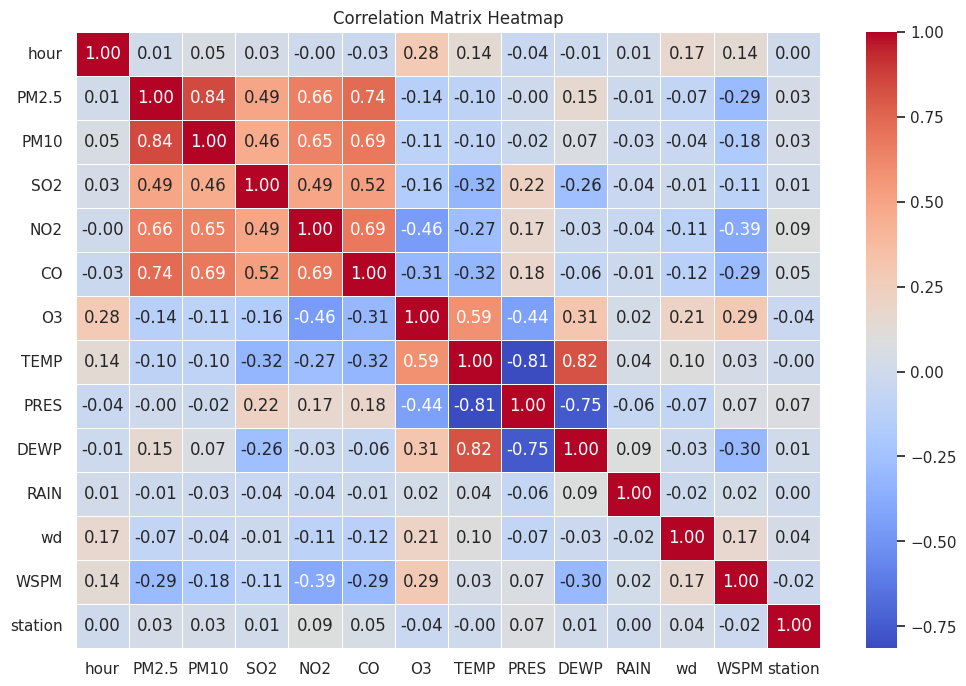 Correlation Matrix Heatmap
hour 1.00 0.01 0.05 0.03 -0.00 -0.03 0.28 0.14 -0.04 -0.01 0.01 0.17 0.14 0.00
PM2.5 0.01 1.00 0.84 0.49 0.66 0.74 -0.14 -0.10 -0.00 0.15 -0.01 -0.07 -0.29 0.03
PM10 0.05 0.84 1.00 0.46 0.65 0.69 -0.11 -0.10 -0.02 0.07 -0.03 -0.04 -0.18 0.03
SO2 0.03 0.49 0.46 1.00 0.49 0.52 -0.16 -0.32 0.22 -0.26 -0.04 -0.01 -0.11 0.01
NO2 -0.00 0.66 0.65 0.49 1.00 0.69 -0.46 -0.27 0.17 -0.03 -0.04 -0.11 -0.39 0.09
CO -0.03 0.74 0.69 0.52 0.69 1.00 -0.31 -0.32 0.18 -0.06 -0.01 -0.12 -0.29 0.05
O3 0.28 -0.14 -0.11 -0.16 -0.46 -0.31 1.00 0.59 -0.44 0.31 0.02 0.21 0.29 -0.04
TEMP 0.14 -0.10 -0.10 -0.32 -0.27 -0.32 0.59 1.00 -0.81 0.82 0.04 0.10 0.03 -0.00
PRES -0.04 -0.00 -0.02 0.22 0.17 0.18 -0.44 -0.81 1.00 -0.75 -0.06 -0.07 0.07 0.07
DEWP -0.01 0.15 0.07 -0.26 -0.03 -0.06 0.31 0.82 -0.75 1.00 0.09 -0.03 -0.30 0.01
RAIN 0.01 -0.01 -0.03 -0.04 -0.04 -0.01 0.02 0.04 -0.06 0.09 1.00 -0.02 0.02 0.00
wd 0.17 -0.07 -0.04 -0.01 -0.11 -0.12 0.21 0.10 -0.07 -0.03 -0.02 1.00 0.17 0.04
WSPM 0.14 -0.29 -0.18 -0.11 -0.39 -0.29 0.29 0.03 0.07 -0.30 0.02 0.17 1.00 -0.02
station 0.00 0.03 0.03 0.01 0.09 0.05 -0.04 -0.00 0.07 0.01 0.00 0.04 -0.02 1.00
hour PM2.5 PM10 SO2 NO2 CO O3 TEMP PRES DEWP RAIN wd WSPM station
1.00
0.75
0.50
0.25
0.00
−0.25
−0.50
−0.75